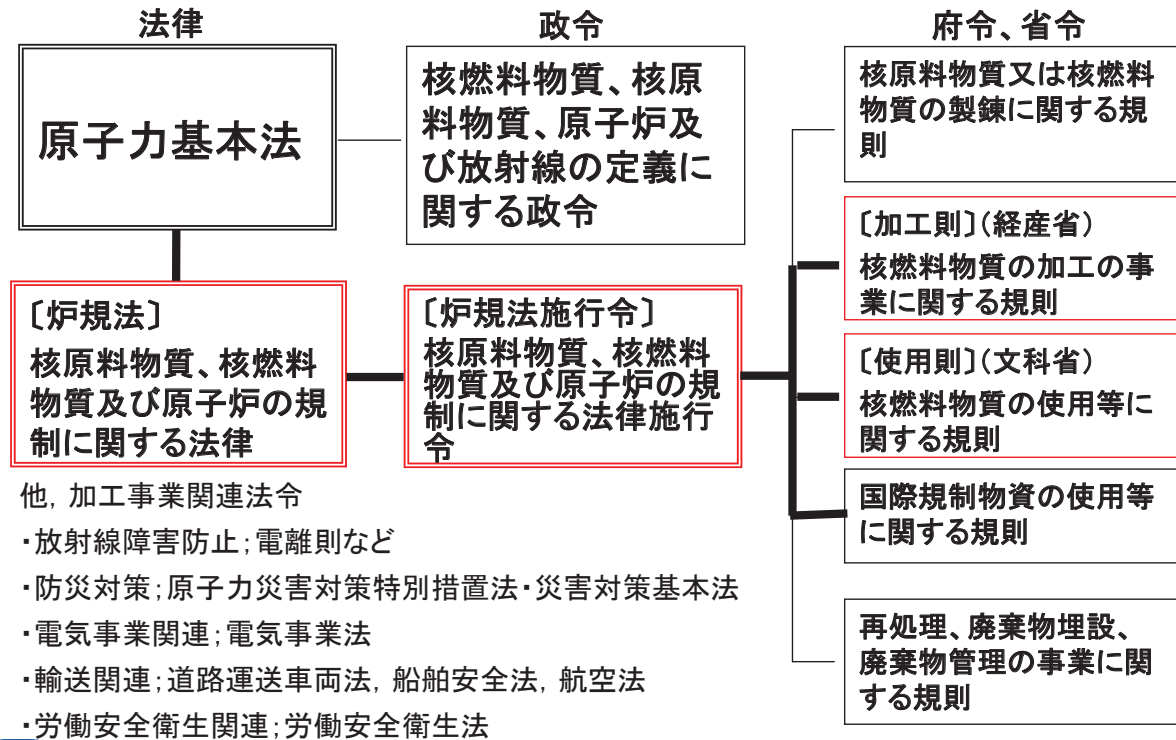 法律
政令
府令、省令
原子力基本法
核燃料物質、核原
料物質、原子炉及
び放射線の定義に
関する政令
核原料物質又は核燃料
物質の製錬に関する規
則
〔加工則〕(経産省)
核燃料物質の加工の事
業に関する規則
〔炉規法〕
核原料物質、核燃料
物質及び原子炉の規
制に関する法律
〔炉規法施行令〕
核原料物質、核燃料
物質及び原子炉の規
制に関する法律施行
令
〔使用則〕(文科省)
核燃料物質の使用等に
関する規則
国際規制物資の使用等
に関する規則
再処理、廃棄物埋設、
廃棄物管理の事業に関
する規則
他, 加工事業関連法令
・放射線障害防止;電離則など
・防災対策;原子力災害対策特別措置法・災害対策基本法
・電気事業関連;電気事業法
・輸送関連;道路運送車両法, 船舶安全法, 航空法
・労働安全衛生関連;労働安全衛生法